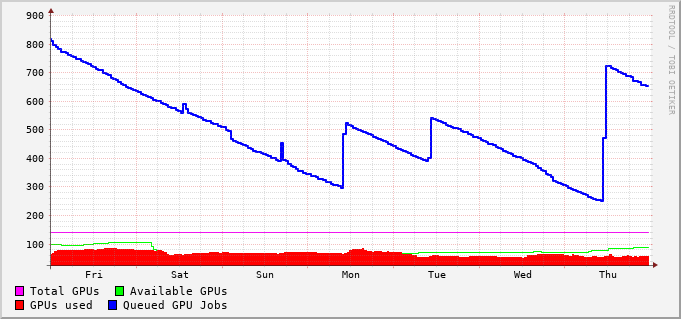 900
800
700
600
500
400
300
200
100
Fri Sat Sun Mon Tue Wed Thu
Total GPUs Available GPUs
GPUs used Queued GPU Jobs
RRDTOOL / TOBI OETIKER